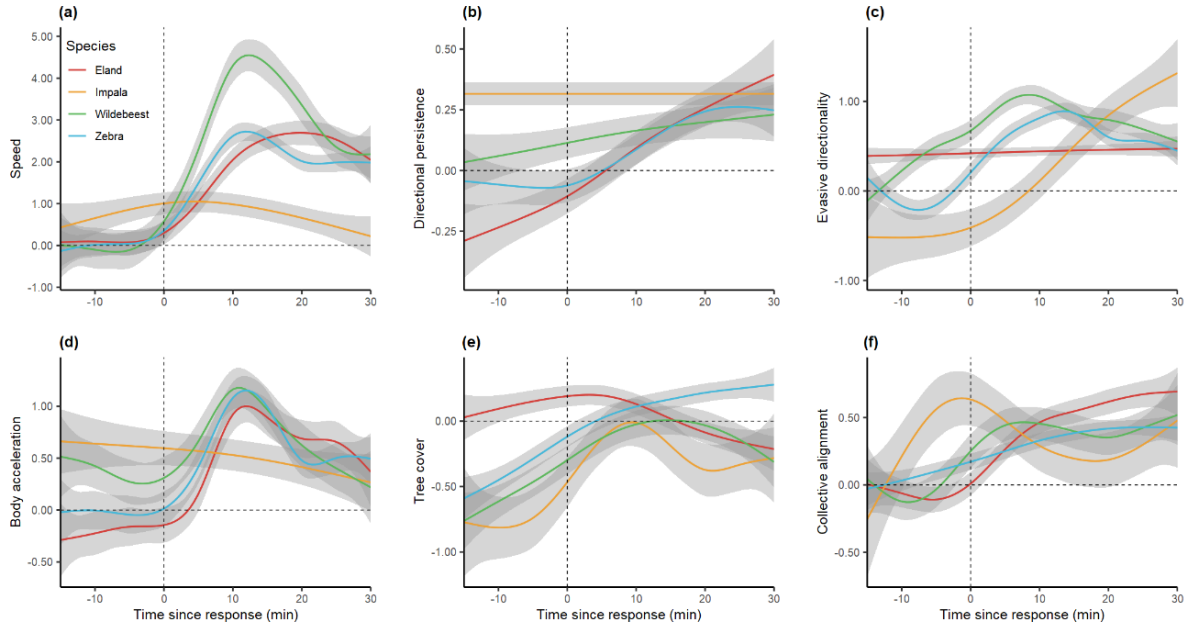 (a)
Speed
5.00
4.00
3.00
2.00
1.00
0.00
-1.00
Species
Eland
Impala
Wildebeest
Zebra
-10 0 10 20 30
(b)
Directional persistence
0.50
0.25
0.00
-0.25
-10 0 10 20 30
(c)
Evasive directionality
1.00
0.00
-1.00
-10 0 10 20 30
(d)
Body acceleration
1.00
0.50
0.00
-0.50
-10 0 10 20 30
Time since response (min)
(e)
Tree cover
0.00
-0.50
-1.00
-10 0 10 20 30
Time since response (min)
(f)
Collective alignment
0.50
0.00
-0.50
-10 0 10 20 30
Time since response (min)